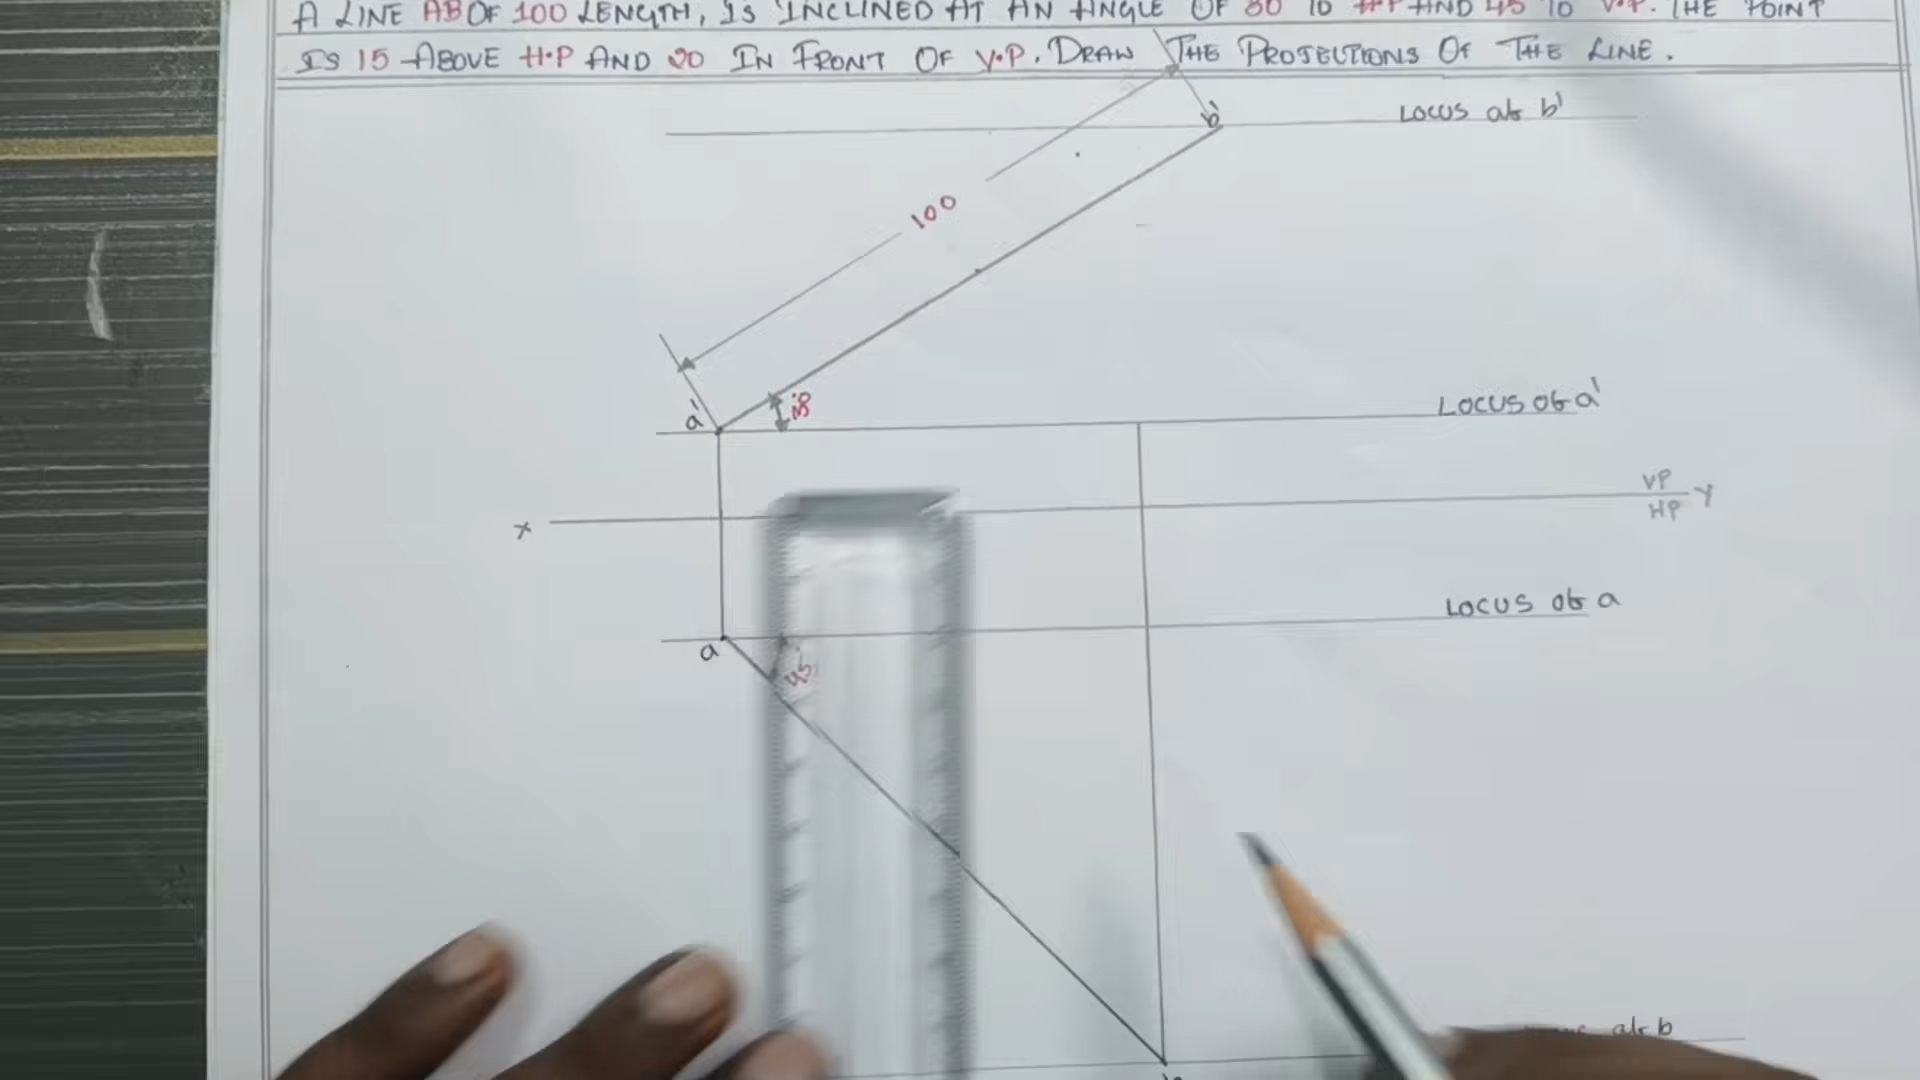 A LINE AB OF 100 LENGTH, IS INCLINED AT AN ANGLE OF 30 TO H.P AND 45 TO V.P. THE POINT
IS 15 ABOVE H.P AND 20 IN FRONT OF V.P. DRAW THE PROJECTIONS OF THE LINE.
b'
LOCUS of b'
100
a'
LOCUS OF a'
X
VP
HP
Y
a
45
LOCUS OF a
of b